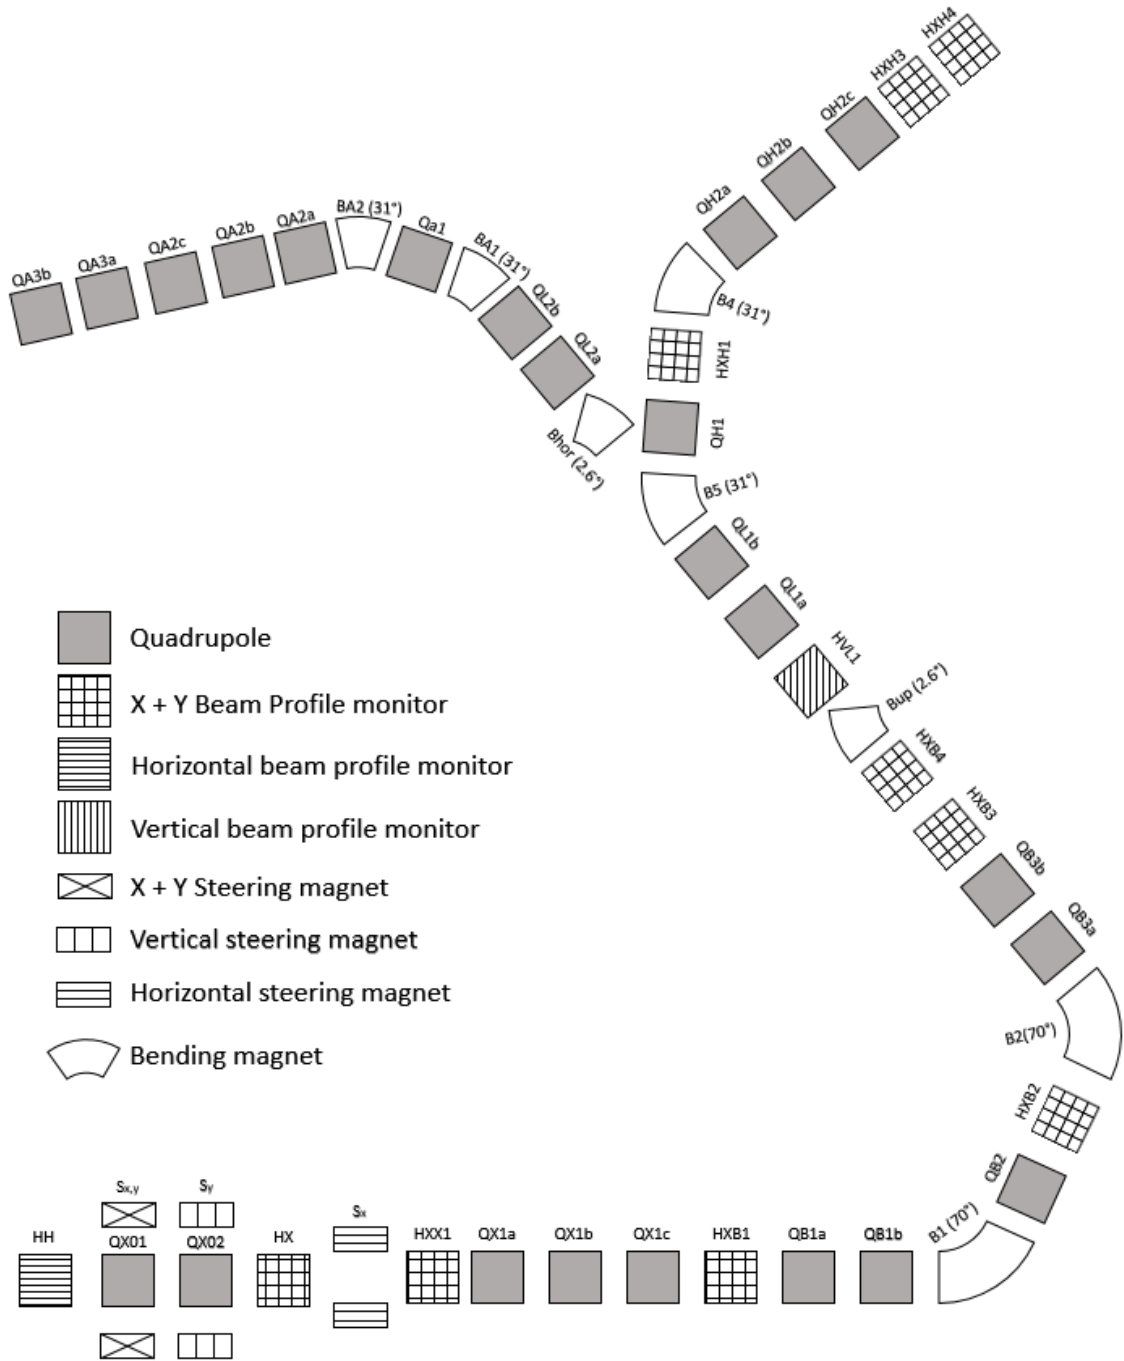 HXH4
HXH3
QH2c
QH2b
QH2a
B4 (31°)
HXH1
QH1
B5 (31°)
BA2 (31°)
Qa1
BA1 (31°)
QL2b
QL2a
Bhor (2.6°)
QA2a
QA2b
QA2c
QA3a
QA3b
QL1b
QL1a
HVL1
Bup (2.6°)
HXB4
HXB3
QB3b
QB3a
B2(70°)
HXB2
QB2
B1 (70°)
Quadrupole
X + Y Beam Profile monitor
Horizontal beam profile monitor
Vertical beam profile monitor
X + Y Steering magnet
Vertical steering magnet
Horizontal steering magnet
Bending magnet
Sx,y
Sy
Sx
HH
QX01
QX02
HX
HXX1
QX1a
QX1b
QX1c
HXB1
QB1a
QB1b